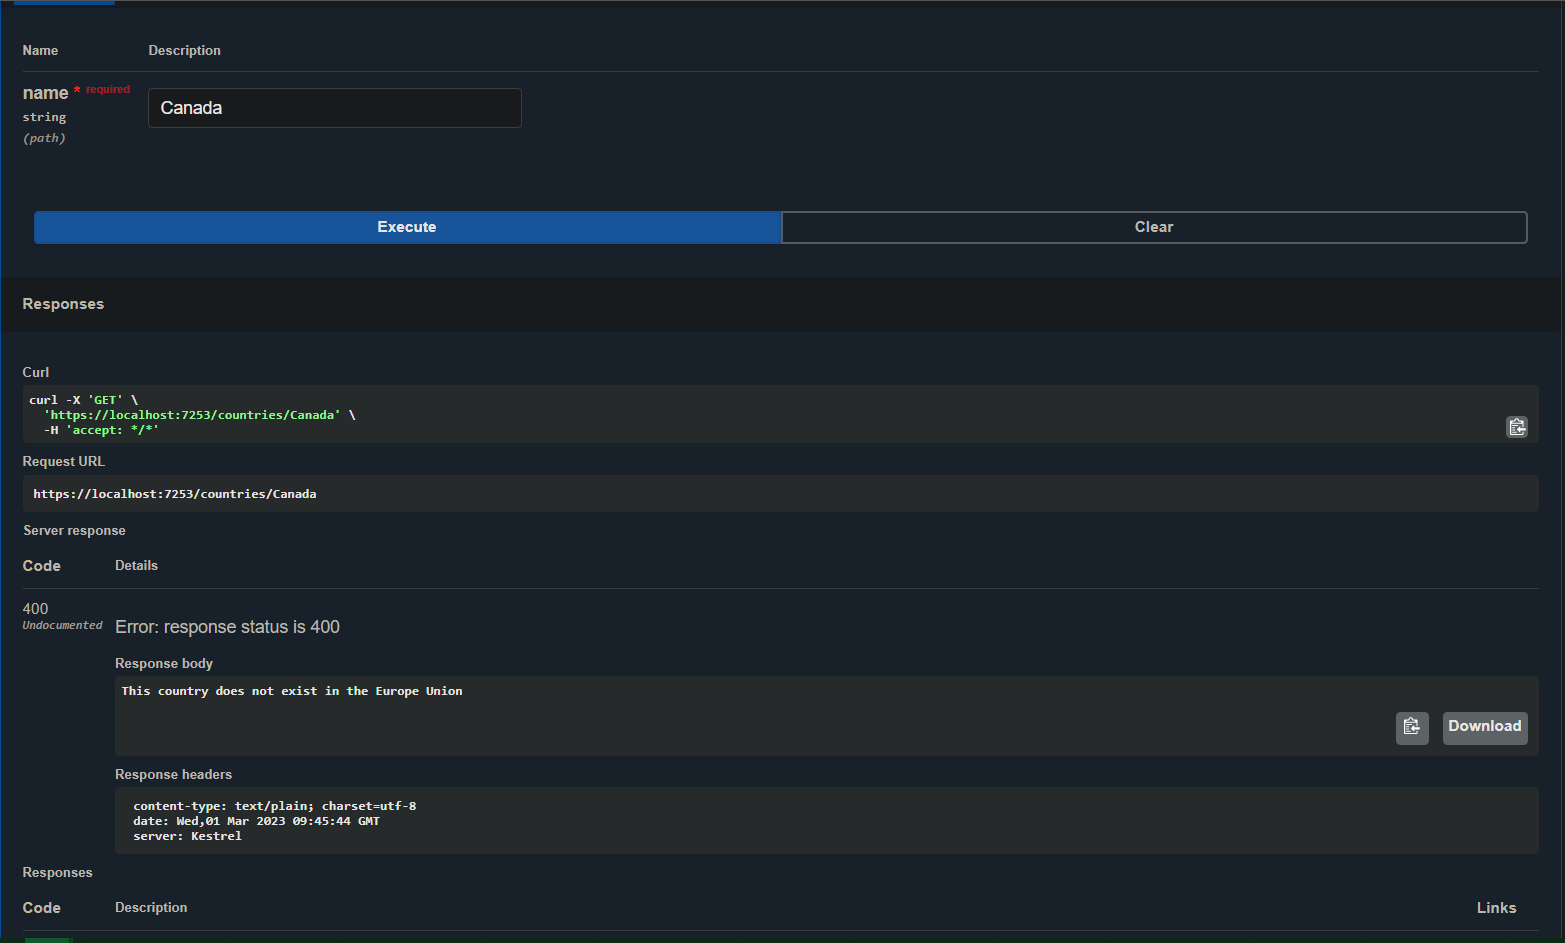 Name Description
name * required
Canada
string
(path)
Execute Clear
Responses
Curl
curl -X 'GET' \
'https://localhost:7253/countries/Canada' \
-H 'accept: */*'
Request URL
https://localhost:7253/countries/Canada
Server response
Code Details
400
Undocumented
Error: response status is 400
Response body
This country does not exist in the Europe Union
Download
Response headers
content-type: text/plain; charset=utf-8
date: Wed,01 Mar 2023 09:45:44 GMT
server: Kestrel
Responses
Code Description Links